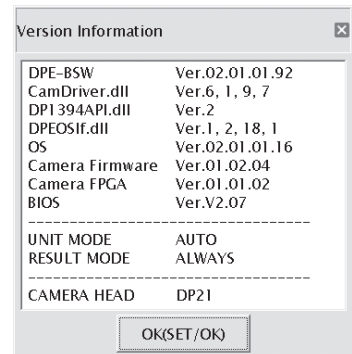 Version Information
DPE-BSW Ver.02.01.01.92
CamDriver.dll Ver.6, 1, 9, 7
DP1394API.dll Ver.2
DPEOSIf.dll Ver.1, 2, 18, 1
OS Ver.02.01.01.16
Camera Firmware Ver.01.02.04
Camera FPGA Ver.01.01.02
BIOS Ver.V2.07
----------------------------------
UNIT MODE AUTO
RESULT MODE ALWAYS
----------------------------------
CAMERA HEAD DP21
OK(SET/OK)